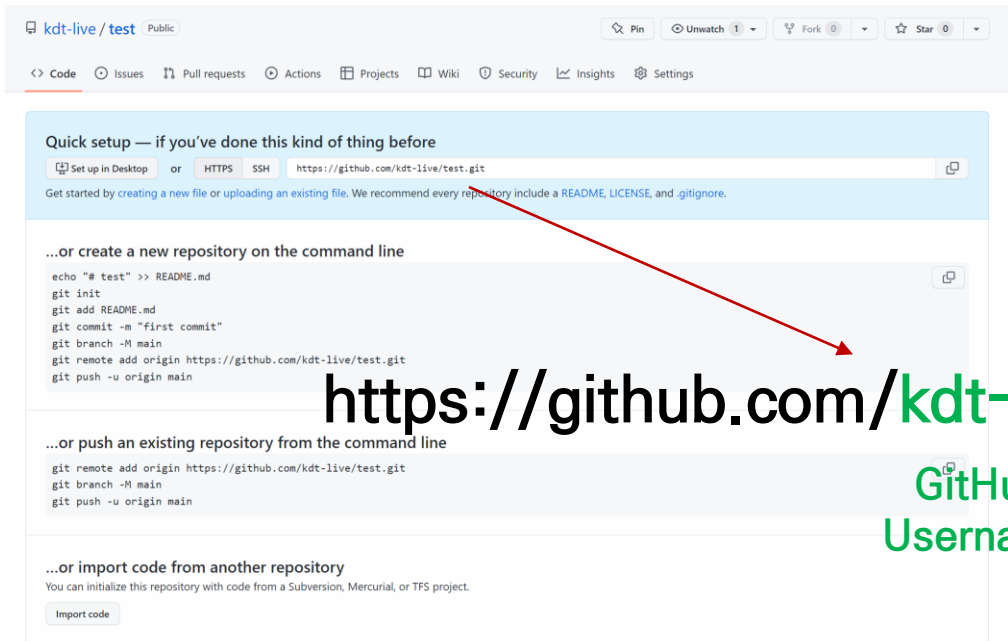 kdt-live / test Public
Pin Unwatch 1 Fork 0 Star 0
<> Code Issues Pull requests Actions Projects Wiki Security Insights Settings
Quick setup — if you've done this kind of thing before
Set up in Desktop or HTTPS SSH https://github.com/kdt-live/test.git
Get started by creating a new file or uploading an existing file. We recommend every repository include a README, LICENSE, and .gitignore.
...or create a new repository on the command line
echo "# test" >> README.md
git init
git add README.md
git commit -m "first commit"
git branch -M main
git remote add origin https://github.com/kdt-live/test.git
git push -u origin main
https://github.com/kdt-
...or push an existing repository from the command line
git remote add origin https://github.com/kdt-live/test.git
git branch -M main
git push -u origin main
GitHu
Userna
...or import code from another repository
You can initialize this repository with code from a Subversion, Mercurial, or TFS project.
Import code